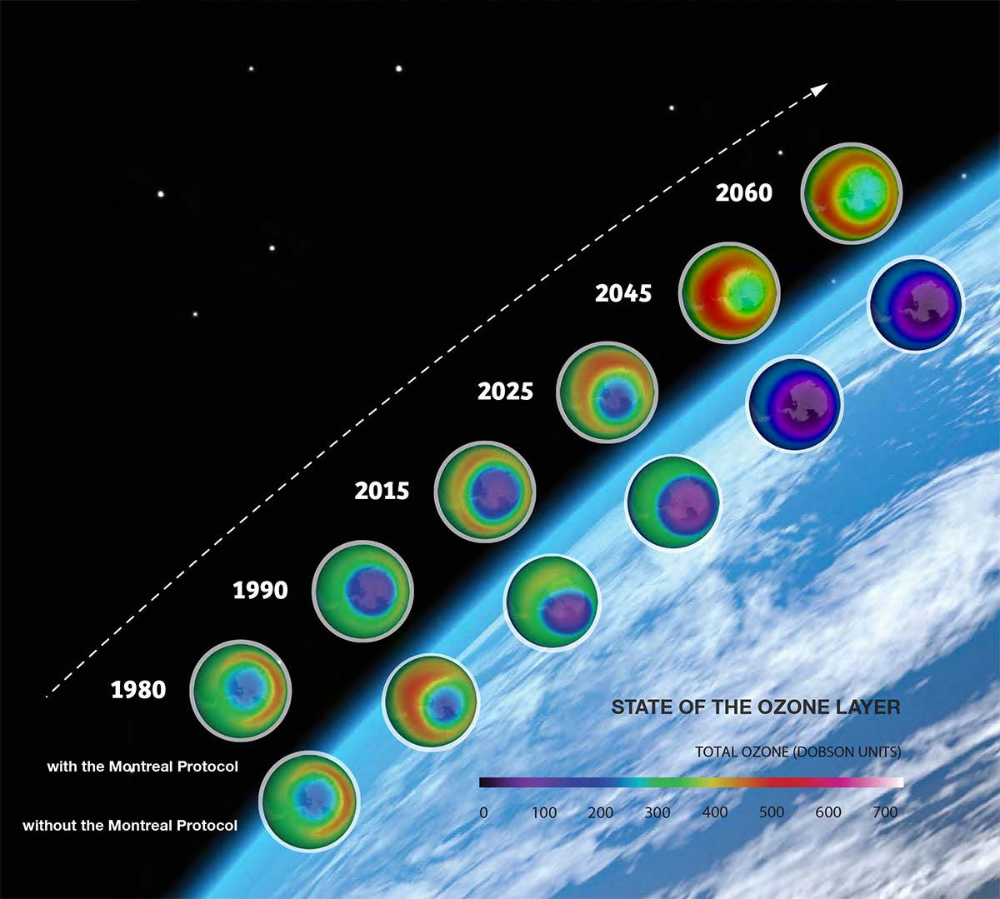 2060
2045
2025
2015
1990
1980
with the Montreal Protocol
without the Montreal Protocol
STATE OF THE OZONE LAYER
TOTAL OZONE (DOBSON UNITS)
0 100 200 300 400 500 600 700